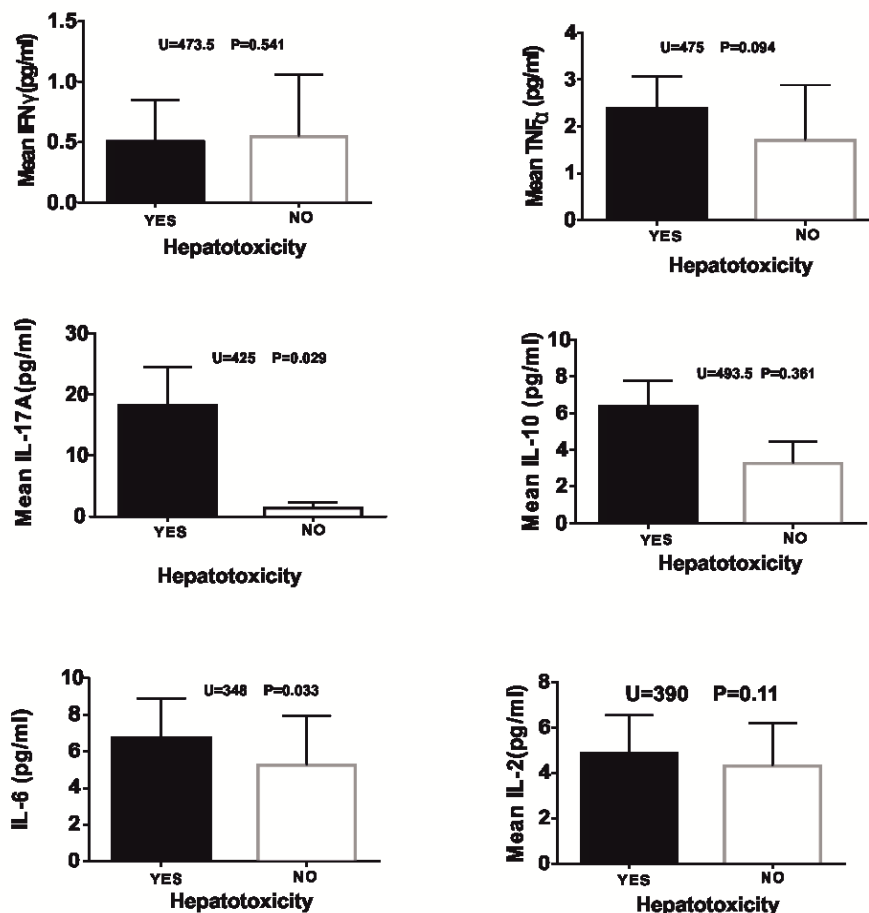 Mean IFNγ(pg/ml)
1.5
1.0
0.5
0.0
U=473.5 P=0.541
YES NO
Hepatotoxicity
Mean TNFα (pg/ml)
4
3
2
1
0
U=475 P=0.094
YES NO
Hepatotoxicity
Mean IL-17A(pg/ml)
30
20
10
0
U=425 P=0.029
YES NO
Hepatotoxicity
Mean IL-10 (pg/ml)
8
6
4
2
0
U=493.5 P=0.361
YES NO
Hepatotoxicity
IL-6 (pg/ml)
10
8
6
4
2
0
U=348 P=0.033
YES NO
Hepatotoxicity
Mean IL-2(pg/ml)
8
6
4
2
0
U=390 P=0.11
YES NO
Hepatotoxicity